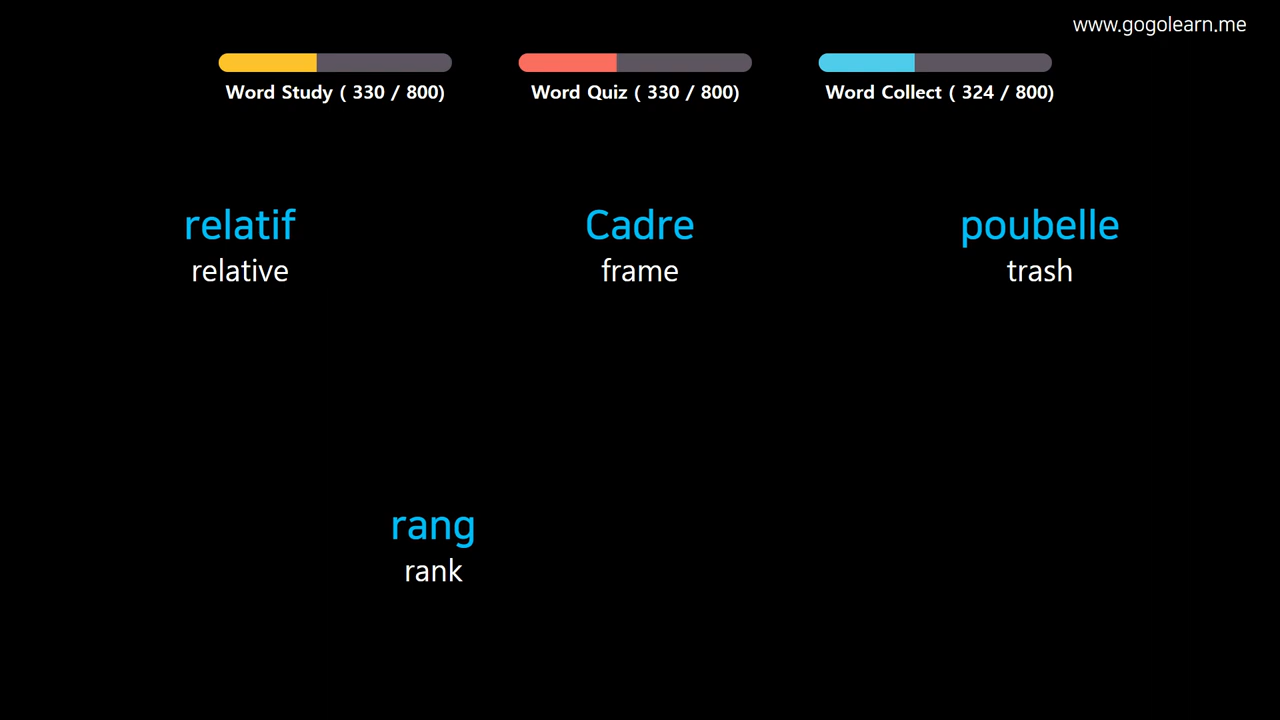 www.gogolearn.me
Word Study ( 330 / 800)
Word Quiz ( 330 / 800)
Word Collect ( 324 / 800)
relatif
relative
Cadre
frame
poubelle
trash
rang
rank